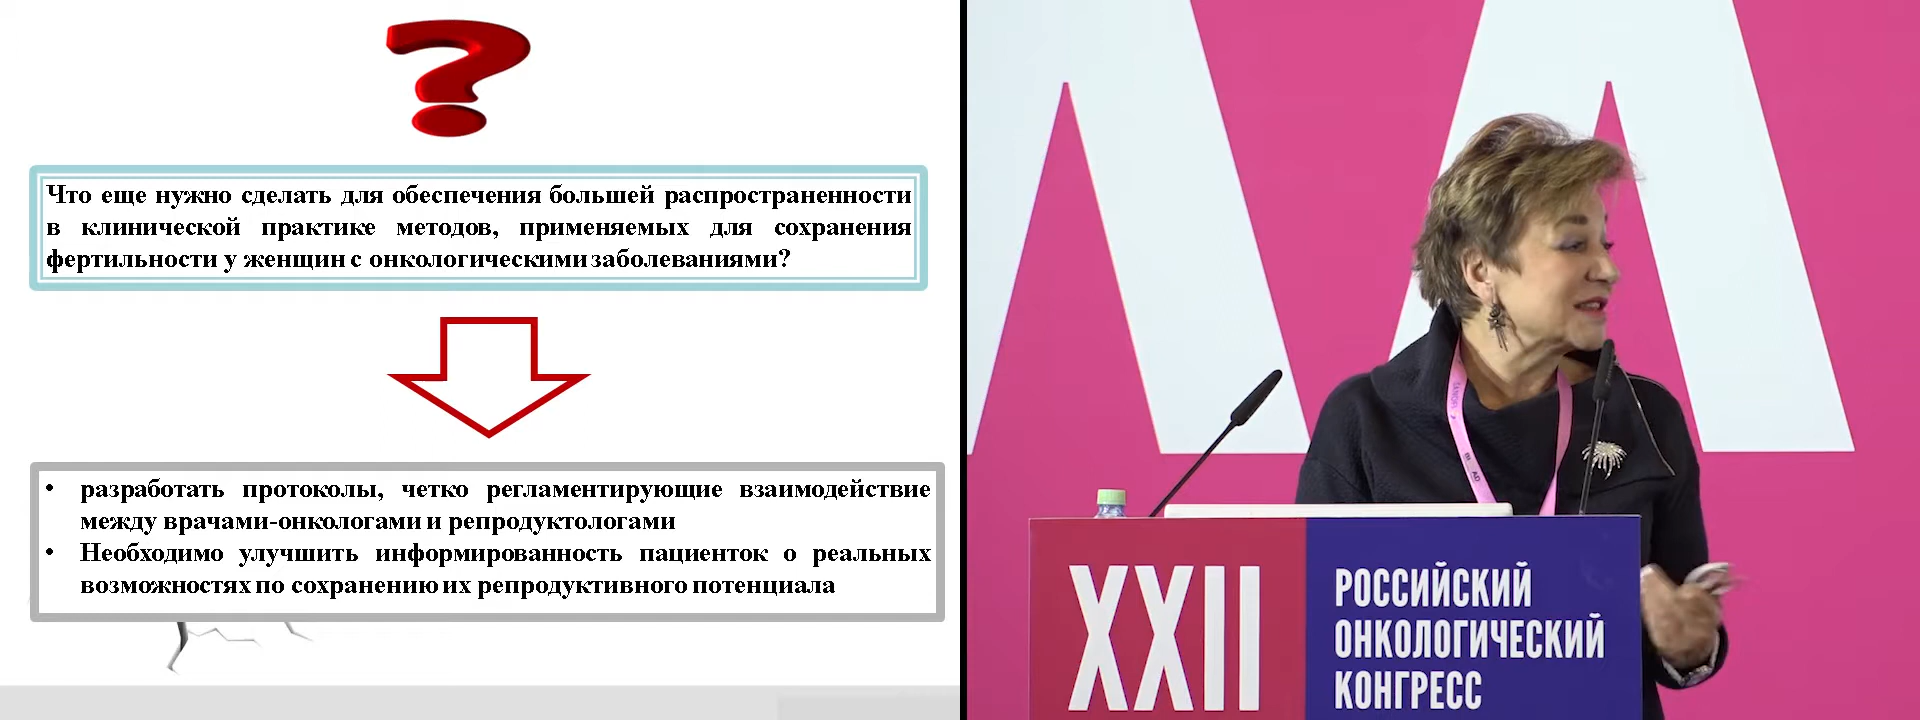 Что еще нужно сделать для обеспечения большей распространенности
в клинической практике методов, применяемых для сохранения
фертильности у женщин с онкологическими заболеваниями?
• разработать протоколы, четко регламентирующие взаимодействие
между врачами-онкологами и репродуктологами
• Необходимо улучшить информированность пациенток о реальных
возможностях по сохранению их репродуктивного потенциала
XXII
РОССИЙСКИЙ
ОНКОЛОГИЧЕСКИЙ
КОНГРЕСС